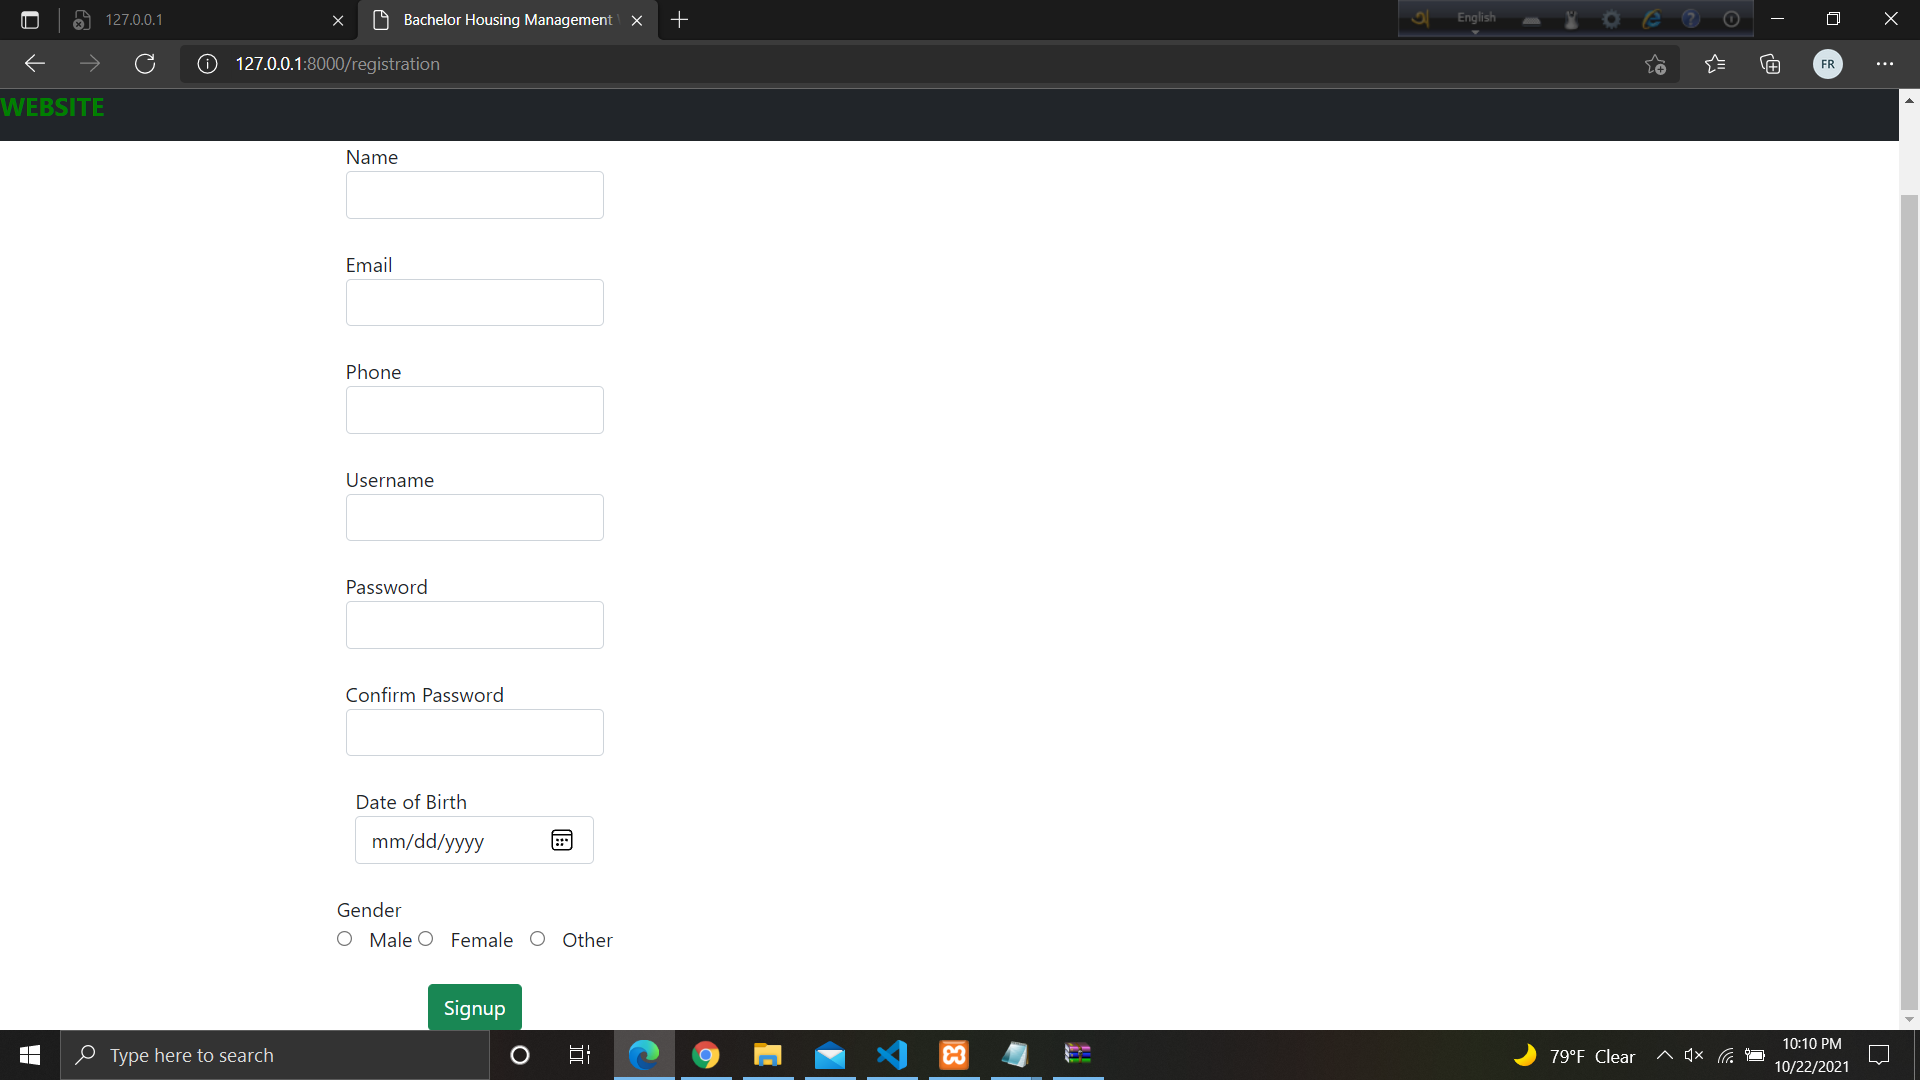 127.0.0.1
Bachelor Housing Management
English
127.0.0.1:8000/registration
FR
WEBSITE
Name
Email
Phone
Username
Password
Confirm Password
Date of Birth
mm/dd/yyyy
Gender
Male Female Other
Signup
Type here to search
79°F Clear
10:10 PM
10/22/2021